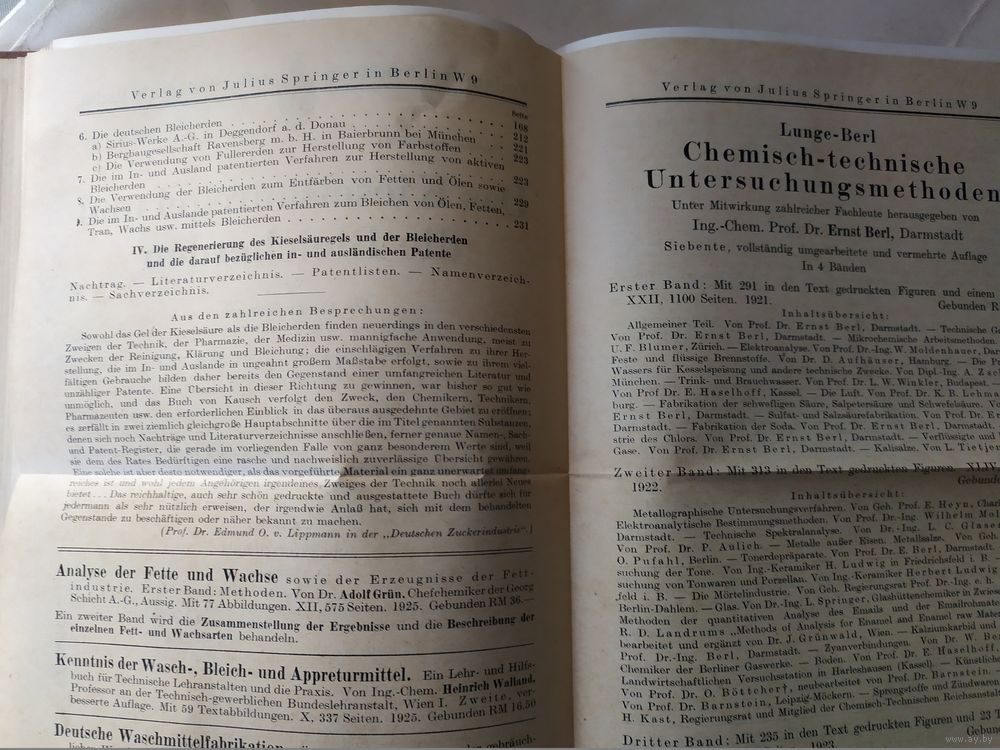 Verlag von Julius Springer in Berlin W 9
Seite
6. Die deutschen Bleicherden 168
a) Sirius-Werke A.-G. in Deggendorf a. d. Donau 212
b) Bergbaugesellschaft Ravensberg m. b. H. in Baierbrunn bei München 221
c) Die Verwendung von Fullererden zur Herstellung von Farbstoffen 223
7. Die im In- und Ausland patentierten Verfahren zur Herstellung von aktiven
Bleicherden 223
8. Die Verwendung der Bleicherden zum Entfärben von Fetten und Ölen sowie
Wachsen 229
9. Die im In- und Auslande patentierten Verfahren zum Bleichen von Ölen, Fetten,
Tran, Wachs usw. mittels Bleicherden 231
IV. Die Regenerierung des Kieselsäuregels und der Bleicherden
und die darauf bezüglichen in- und ausländischen Patente
Nachtrag. — Literaturverzeichnis. — Patentlisten. — Namenverzeich-
nis. — Sachverzeichnis.
Aus den zahlreichen Besprechungen:
Sowohl das Gel der Kieselsäure als die Bleicherden finden neuerdings in den verschiedensten
Zweigen der Technik, der Pharmazie, der Medizin usw. mannigfache Anwendung, meist zu
Zwecken der Reinigung, Klärung und Bleichung; die einschlägigen Verfahren zu ihrer Her-
stellung, die im In- und Auslande in ungeahnt großem Maßstabe erfolgt, sowie zu ihrem viel-
fältigen Gebrauche bilden daher bereits den Gegenstand einer umfangreichen Literatur und
unzähliger Patente. Eine Übersicht in dieser Richtung zu gewinnen, war bisher so gut wie
unmöglich, und das Buch von Kausch verfolgt den Zweck, den Chemikern, Technikern,
Pharmazeuten usw. den erforderlichen Einblick in das überaus ausgedehnte Gebiet zu eröffnen;
es zerfällt in zwei ziemlich gleichgroße Hauptabschnitte über die im Titel genannten Substanzen,
denen sich noch Nachträge und Literaturverzeichnisse anschließen, ferner genaue Namen-, Sach-
und Patent-Register, die gerade im vorliegenden Falle von ganz besonderem Werte sind, weil
sie dem des Rates Bedürftigen eine rasche und nachweislich zuverlässige Übersicht gewähren.
Eine solche ist aber desto notwendiger, als das vorgeführte Material ein ganz unerwartet umfang-
reiches ist und wohl jedem Angehörigen irgendeines Zweiges der Technik noch allerlei Neues
bietet . . . Das reichhaltige, auch sehr schön gedruckte und ausgestattete Buch dürfte sich für
jedermann als sehr nützlich erweisen, der irgendwie Anlaß hat, sich mit dem behandelten
Gegenstande zu beschäftigen oder näher bekannt zu machen.
(Prof. Dr. Edmund O. v. Lippmann in der „Deutschen Zuckerindustrie“.)
Analyse der Fette und Wachse sowie der Erzeugnisse der Fett-
industrie. Erster Band: Methoden. Von Dr. Adolf Grün, Chefchemiker der Georg
Schicht A.-G., Aussig. Mit 77 Abbildungen. XII, 575 Seiten. 1925. Gebunden RM 36.—
Ein zweiter Band wird die Zusammenstellung der Ergebnisse und die Beschreibung der
einzelnen Fett- und Wachsarten behandeln.
Kenntnis der Wasch-, Bleich- und Appreturmittel. Ein Lehr- und Hilfs-
buch für Technische Lehranstalten und die Praxis. Von Ing.-Chem. Heinrich Walland,
Professor an der Technisch-gewerblichen Bundeslehranstalt, Wien I. Zweite, ver-
besserte Auflage. Mit 59 Textabbildungen. X, 337 Seiten. 1925. Gebunden RM 16.50
Deutsche Waschmittelfabrikation
Verlag von Julius Springer in Berlin W 9
Lunge-Berl
Chemisch-technische
Untersuchungsmethoden
Unter Mitwirkung zahlreicher Fachleute herausgegeben von
Ing.-Chem. Prof. Dr. Ernst Berl, Darmstadt
Siebente, vollständig umgearbeitete und vermehrte Auflage
In 4 Bänden
Erster Band: Mit 291 in den Text gedruckten Figuren und einem
XXII, 1100 Seiten. 1921. Gebunden R
Inhaltsübersicht:
Allgemeiner Teil. Von Prof. Dr. Ernst Berl, Darmstadt. — Technische G
Von Prof. Dr. Ernst Berl, Darmstadt. — Mikrochemische Arbeitsmethoden.
U. F. Blumer, Zürich. — Elektroanalyse. Von Prof. Dr.-Ing. W. Moldenhauer, Dar
Feste und flüssige Brennstoffe. Von Dr. D. Aufhäuser, Hamburg. — Die Pr
Wassers für Kesselspeisung und andere technische Zwecke. Von Dipl.-Ing. A. Zsc
München. — Trink- und Brauchwasser. Von Prof. Dr. L. W. Winkler, Budapest. —
Von Prof. Dr. E. Haselhoff, Kassel. — Die Luft. Von Prof. Dr. K. B. Lehma
burg. — Fabrikation der schwefligen Säure, Salpetersäure und Schwefelsäure. Vo
Ernst Berl, Darmstadt. — Sulfat- und Salzsäurefabrikation. Von Prof. Dr. Er
Darmstadt. — Fabrikation der Soda. Von Prof. Dr. Ernst Berl, Darmstadt.
strie des Chlors. Von Prof. Dr. Ernst Berl, Darmstadt. — Verflüssigte und
Gase. Von Prof. Dr. Ernst Berl, Darmstadt. — Kalisalze. Von L. Tietjen
Zweiter Band: Mit 313 in den Text gedruckten Figuren. XLIV,
1922. Gebunde
Inhaltsübersicht:
Metallographische Untersuchungsverfahren. Von Geh. Prof. E. Heyn, Char
Elektroanalytische Bestimmungsmethoden. Von Prof. Dr.-Ing. Wilhelm Mol
Darmstadt. — Technische Spektralanalyse. Von Dr.-Ing. L. C. Glaser
Von Prof. Dr. P. Aulich. — Metalle außer Eisen. Metallsalze. Von Geh.
O. Pufahl, Berlin. — Tonerdepräparate. Von Prof. Dr. E. Berl, Darmstadt.
suchung der Tone. Von Ing.-Keramiker H. Ludwig in Friedrichsfeld i. B. —
suchung von Tonwaren und Porzellan. Von Ing.-Keramiker Herbert Ludwig
feld i. B. — Die Mörtelindustrie. Von Geh. Regierungsrat Prof. Dr.-Ing. e. h.
Berlin-Dahlem. — Glas. Von Dr.-Ing. L. Springer, Glashüttenchemiker in Zwies
Methoden der quantitativen Analyse des Emails und der Emailrohmate
R. D. Landrums „Methods of Analysis for Enamel and Enamel raw Mate
bearbeitet und ergänzt von Dr. J. Grünwald, Wien. — Kalziumkarbid und
Prof. Dr.-Ing. Berl, Darmstadt. — Zyanverbindungen. Von Dr. W. Be
Chemiker der Berliner Gaswerke. — Boden. Von Prof. Dr. E. Haselhoff,
Landwirtschaftlichen Versuchsstation in Harleshausen (Kassel). — Künstlic
Von Prof. Dr. O. Böttcher†, neubearbeitet von Prof. Dr. Barnstein. —
Von Prof. Dr. Barnstein, Leipzig-Möckern. — Sprengstoffe und Zündwaren
H. Kast, Regierungsrat und Mitglied der Chemisch-Technischen Reichsanstal
Dritter Band: Mit 235 in den Text gedruckten Figuren und 23 T
1923.
www.ay.by